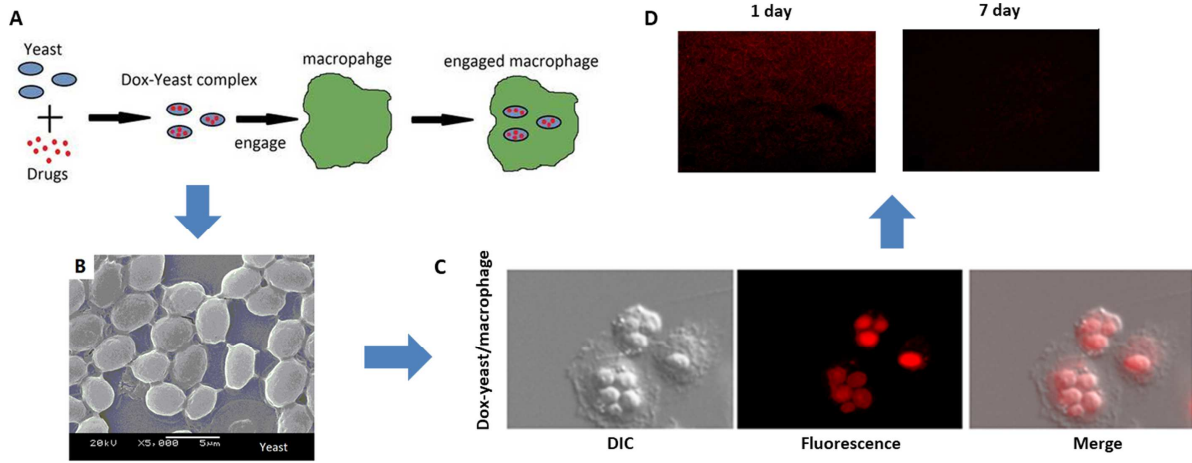 A
Yeast
Drugs
Dox-Yeast complex
engage
macropahge
engaged macrophage
B
20kV X5,000 5µm Yeast
C
Dox-yeast/macrophage
DIC
Fluorescence
Merge
D
1 day
7 day